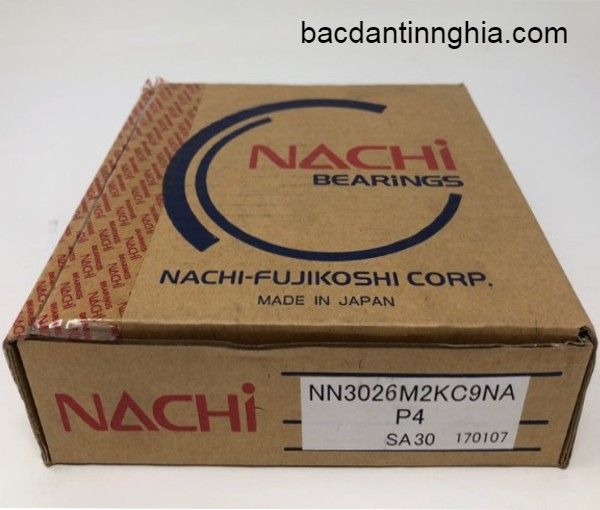 bacdantinnghia.com
NACHi
BEARiNGS
NACHI-FUJIKOSHI CORP.
MADE IN JAPAN
NACHi
NN3026M2KC9NA
P4
SA30 170107